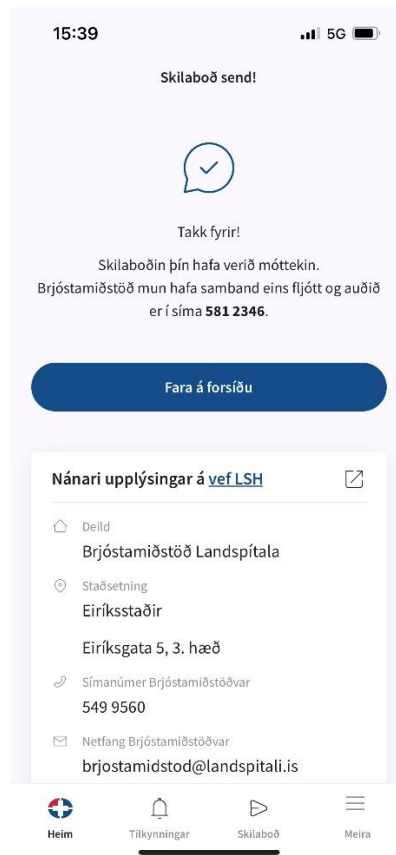 15:39
5G
Skilaboð send!
Takk fyrir!
Skilaboðin þín hafa verið móttekin.
Brjóstamiðstöð mun hafa samband eins fljótt og auðið
er í síma 581 2346.
Fara á forsíðu
Nánari upplýsingar á vef LSH
Deild
Brjóstamiðstöð Landspítala
Staðsetning
Eiríksstaðir
Eiríksgata 5, 3. hæð
Símanúmer Brjóstamiðstöðvar
549 9560
Netfang Brjóstamiðstöðvar
brjostamidstod@landspitali.is
Heim
Tilkynningar
Skilaboð
Meira